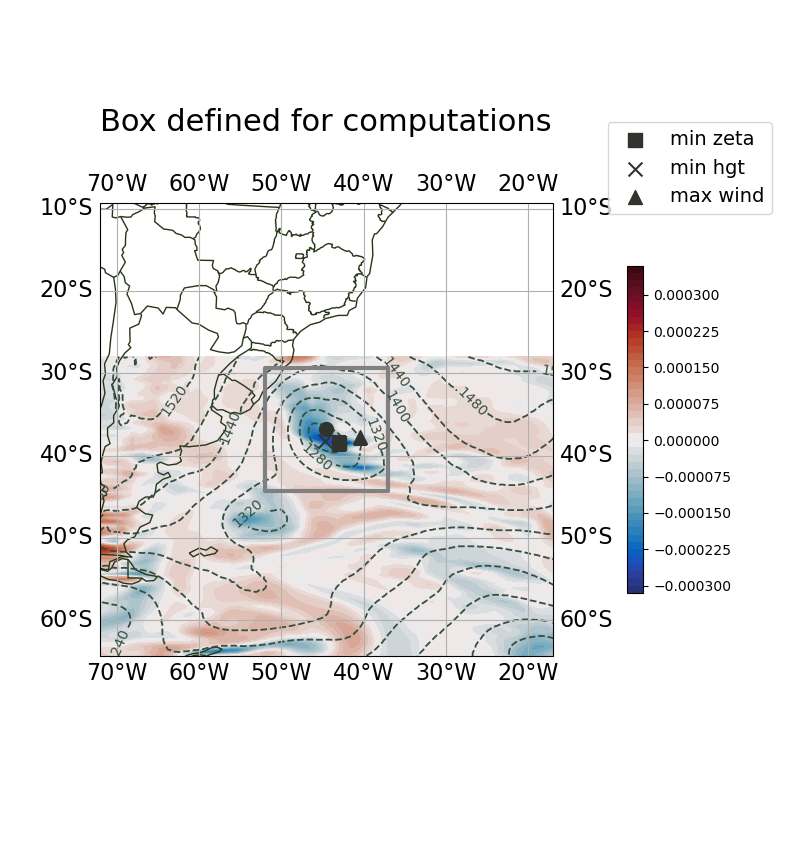 Box defined for computations
min zeta
min hgt
max wind
70°W 60°W 50°W 40°W 30°W 20°W
10°S 10°S
20°S 20°S
30°S 30°S
40°S 40°S
50°S 50°S
60°S 60°S
70°W 60°W 50°W 40°W 30°W 20°W
1520
1440
1440
1400
1480
1320
1280
1320
240
0.000300
0.000225
0.000150
0.000075
0.000000
−0.000075
−0.000150
−0.000225
−0.000300